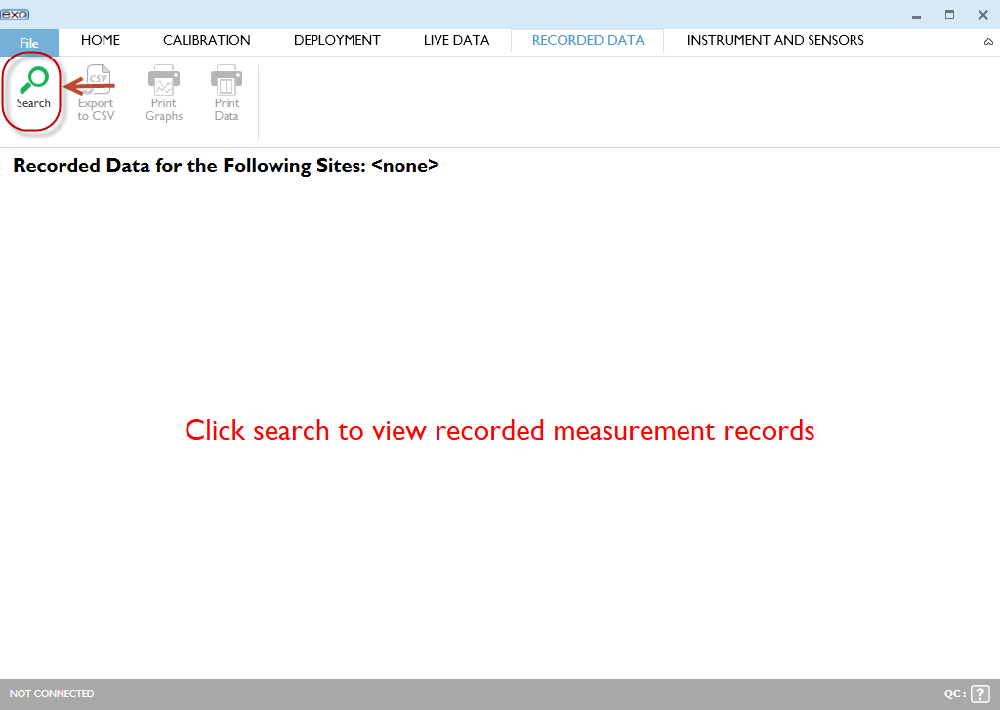 exo
File HOME CALIBRATION DEPLOYMENT LIVE DATA RECORDED DATA INSTRUMENT AND SENSORS
CSV
Search Export Print Print
to CSV Graphs Data
Recorded Data for the Following Sites: <none>
Click search to view recorded measurement records
NOT CONNECTED QC : ?